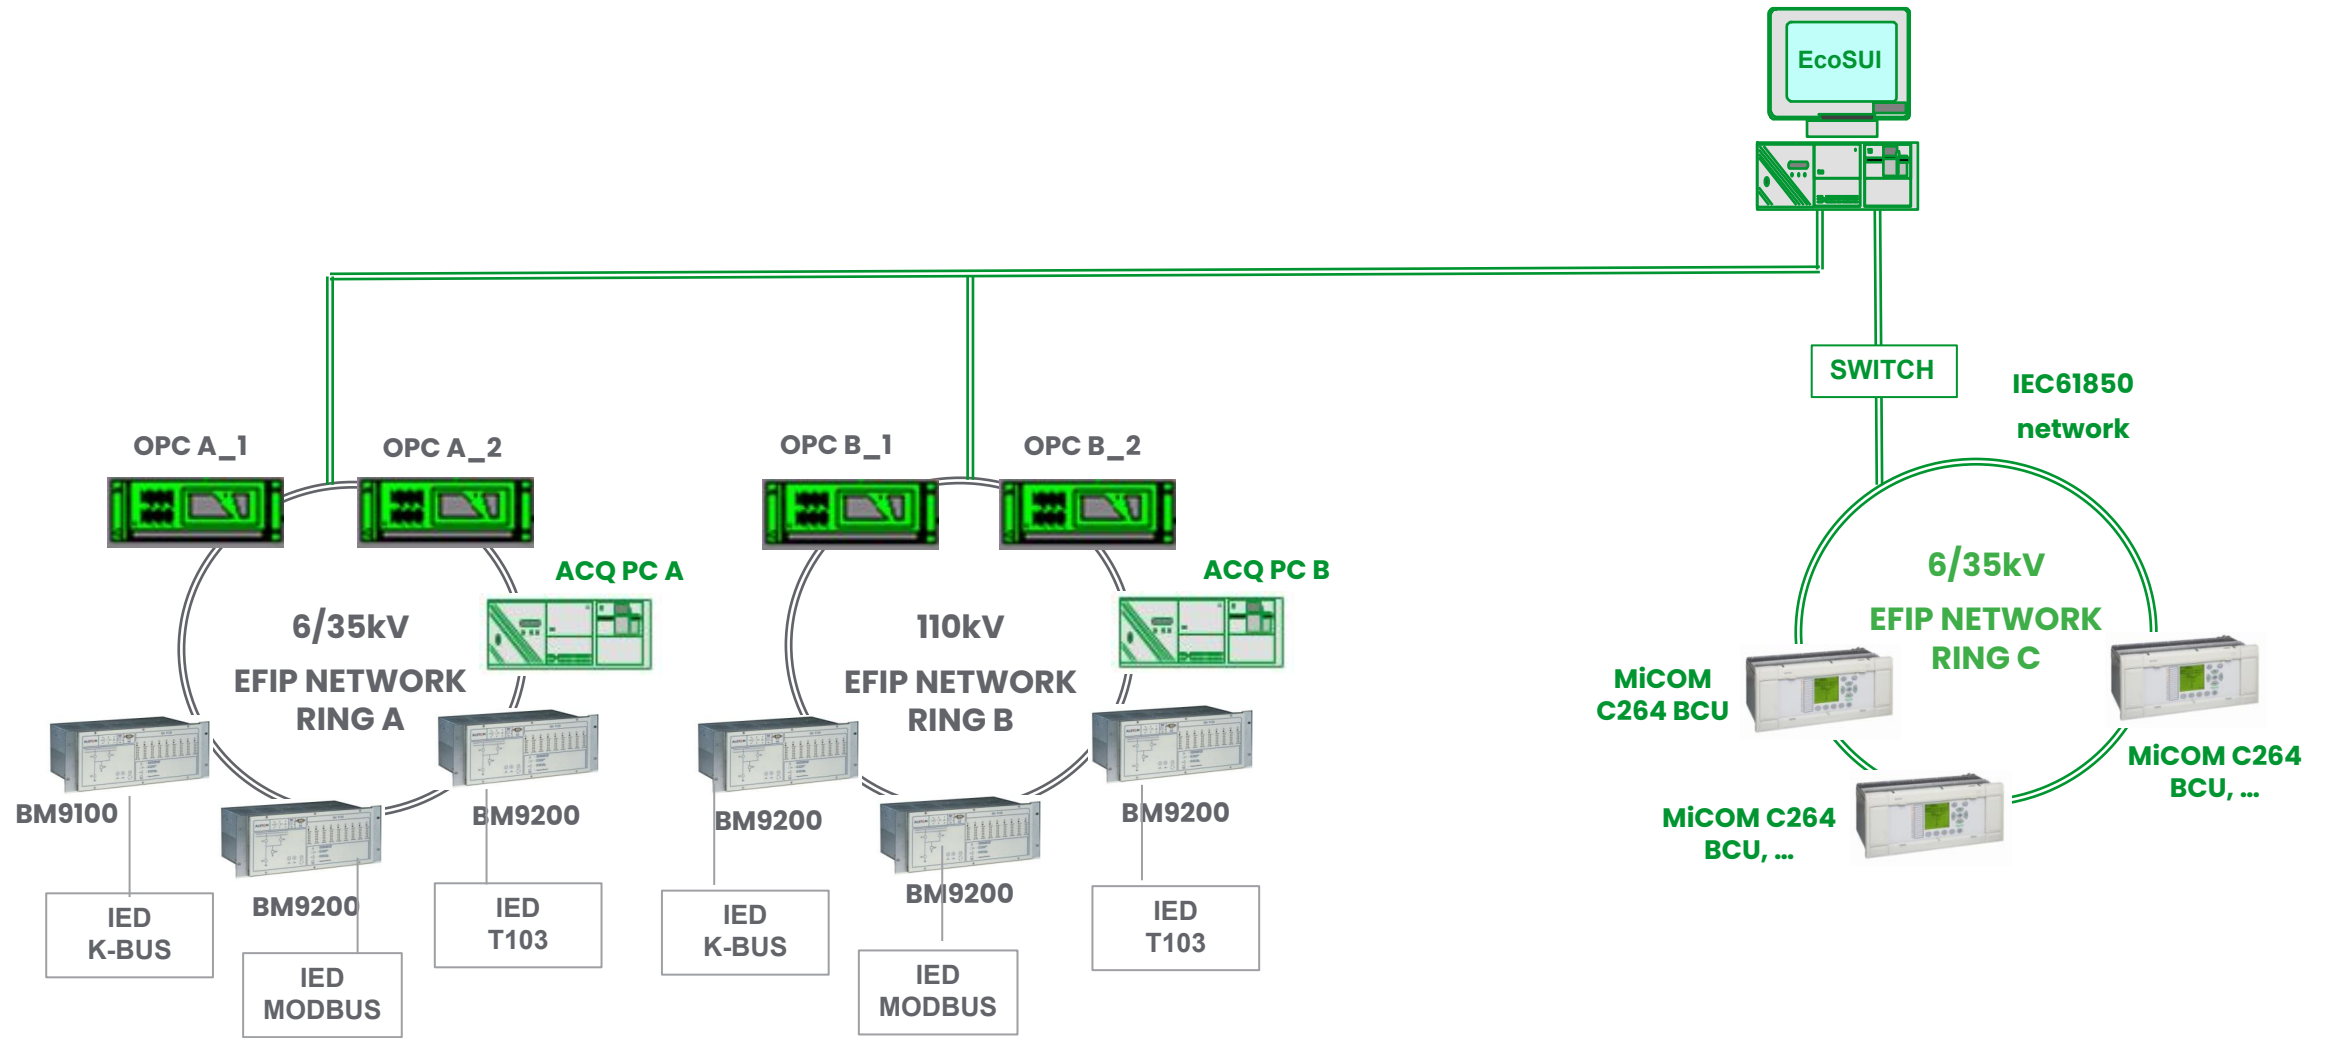 EcoSUI
SWITCH
IEC61850
network
OPC A_1
OPC A_2
OPC B_1
OPC B_2
ACQ PC A
ACQ PC B
6/35kV
EFIP NETWORK
RING A
110kV
EFIP NETWORK
RING B
6/35kV
EFIP NETWORK
RING C
MiCOM
C264 BCU
MiCOM C264
BCU, ...
MiCOM C264
BCU, ...
BM9100
BM9200
BM9200
BM9200
BM9200
BM9200
IED
K-BUS
IED
MODBUS
IED
T103
IED
K-BUS
IED
MODBUS
IED
T103